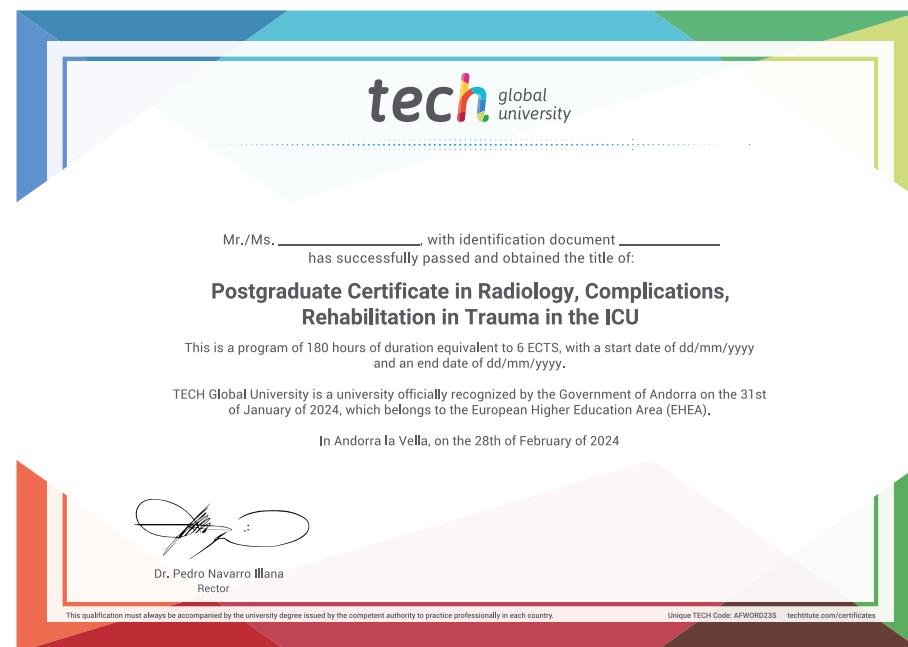 tech global university
Mr./Ms. ____________________, with identification document ______________
has successfully passed and obtained the title of:
Postgraduate Certificate in Radiology, Complications,
Rehabilitation in Trauma in the ICU
This is a program of 180 hours of duration equivalent to 6 ECTS, with a start date of dd/mm/yyyy
and an end date of dd/mm/yyyy.
TECH Global University is a university officially recognized by the Government of Andorra on the 31st
of January of 2024, which belongs to the European Higher Education Area (EHEA).
In Andorra la Vella, on the 28th of February of 2024
Dr. Pedro Navarro Illana
Rector
This qualification must always be accompanied by the university degree issued by the competent authority to practice professionally in each country.
Unique TECH Code: AFWORD23S techtitute.com/certificates